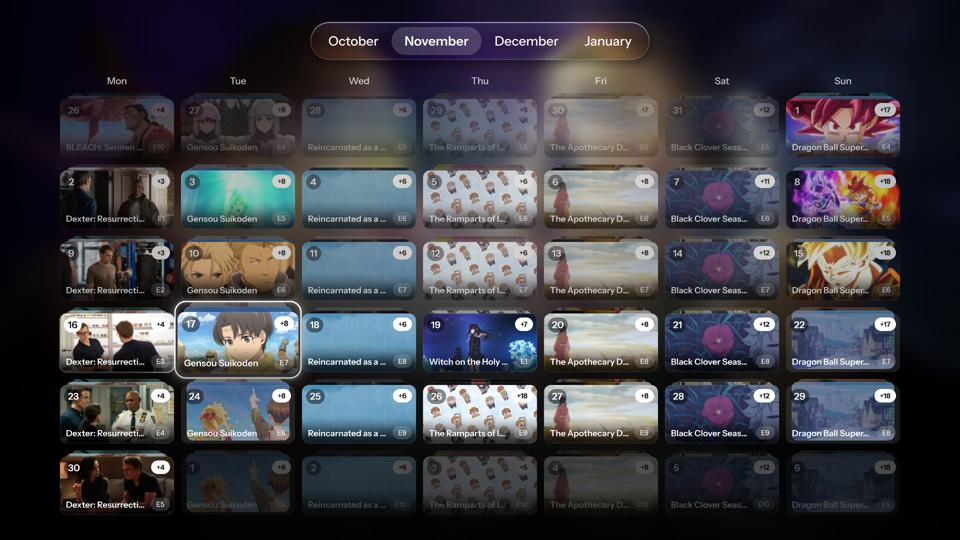 October November December January
Mon Tue Wed Thu Fri Sat Sun
26 +4 27 +8 28 +6 29 +5 30 +7 31 +12 1 +17
BLEACH: Sennen ... E10 Gensou Suikoden E4 Reincarnated as a ... E5 The Ramparts of I... E5 The Apothecary D... E5 Black Clover Seas... E5 Dragon Ball Super... E4
2 +3 3 +8 4 +6 5 +6 6 +8 7 +11 8 +18
Dexter: Resurrecti... E1 Gensou Suikoden E5 Reincarnated as a ... E6 The Ramparts of I... E6 The Apothecary D... E6 Black Clover Seas... E6 Dragon Ball Super... E5
9 +3 10 +8 11 +6 12 +6 13 +8 14 +12 15 +18
Dexter: Resurrecti... E2 Gensou Suikoden E6 Reincarnated as a ... E7 The Ramparts of I... E7 The Apothecary D... E7 Black Clover Seas... E7 Dragon Ball Super... E6
16 +4 17 +8 18 +6 19 +7 20 +8 21 +12 22 +17
Dexter: Resurrecti... E3 Gensou Suikoden E7 Reincarnated as a ... E8 Witch on the Holy ... E1 The Apothecary D... E8 Black Clover Seas... E8 Dragon Ball Super... E7
23 +4 24 +8 25 +6 26 +18 27 +8 28 +12 29 +18
Dexter: Resurrecti... E4 Gensou Suikoden E8 Reincarnated as a ... E9 The Ramparts of I... E9 The Apothecary D... E9 Black Clover Seas... E9 Dragon Ball Super... E8
30 +4 1 +8 2 +6 3 +5 4 +8 5 +12 6 +18
Dexter: Resurrecti... E5 Gensou Suikoden E9 Reincarnated as a ... E10 The Ramparts of I... E10 The Apothecary D... E10 Black Clover Seas... E10 Dragon Ball Super... E9